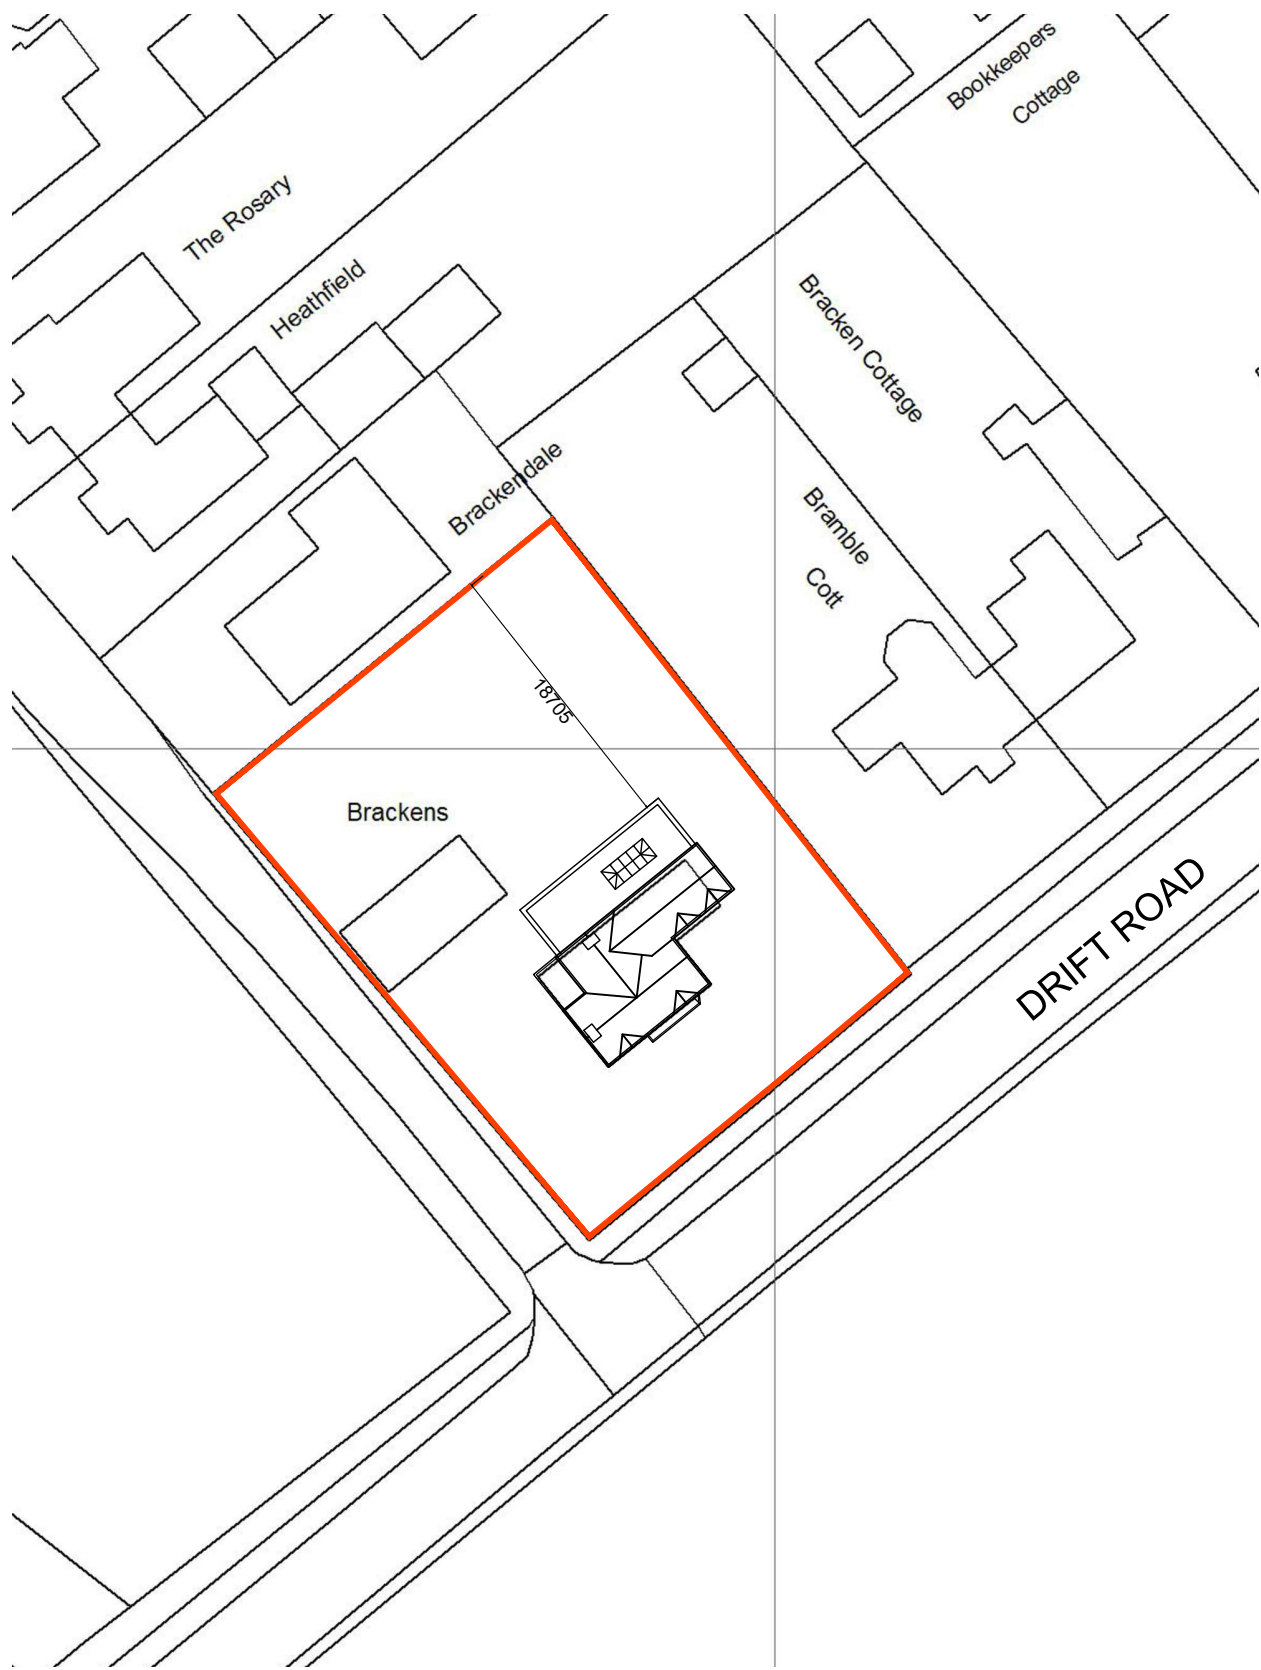 Bookkeepers
Cottage
The Rosary
Heathfield
Bracken Cottage
Brackendale
Bramble
Cott
18705
Brackens
DRIFT ROAD